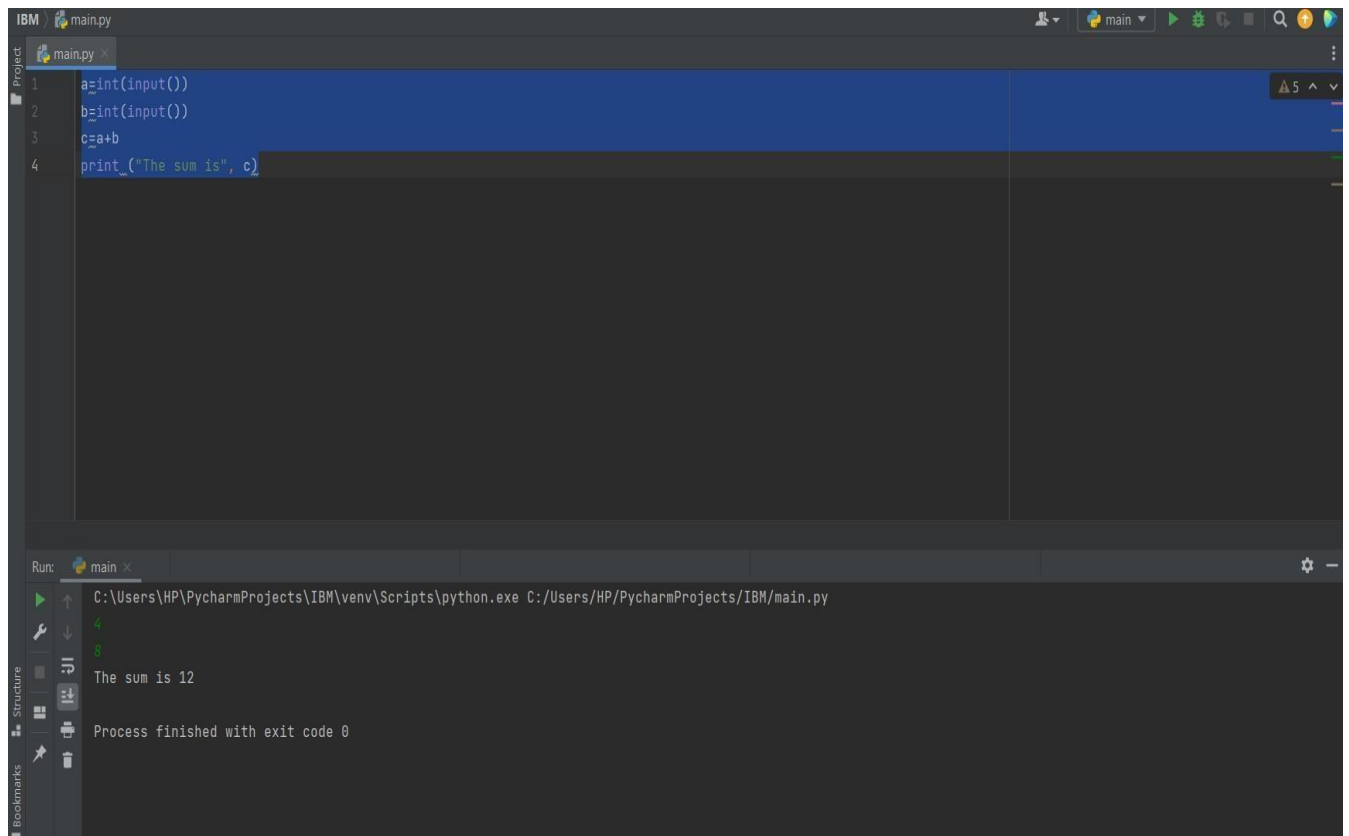 IBM main.py
main
Project
main.py
1 a=int(input())
2 b=int(input())
3 c=a+b
4 print ("The sum is", c)
5
Run: main
C:\Users\HP\PycharmProjects\IBM\venv\Scripts\python.exe C:/Users/HP/PycharmProjects/IBM/main.py
4
8
The sum is 12
Process finished with exit code 0
Structure
Bookmarks